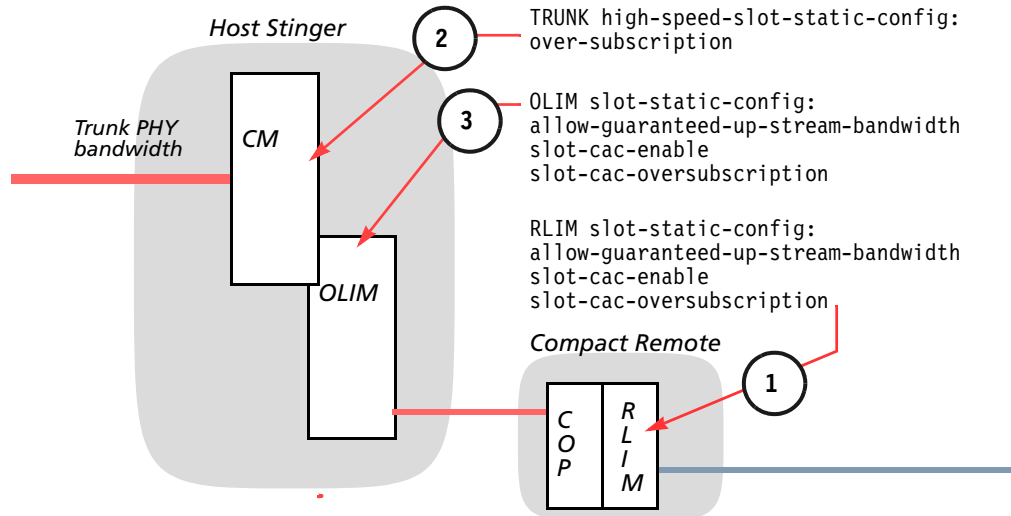 Host Stinger
2
TRUNK high-speed-slot-static-config:
over-subscription
Trunk PHY
bandwidth
CM
3
OLIM slot-static-config:
allow-guaranteed-up-stream-bandwidth
slot-cac-enable
slot-cac-oversubscription
RLIM slot-static-config:
allow-guaranteed-up-stream-bandwidth
slot-cac-enable
slot-cac-oversubscription
OLIM
Compact Remote
1
C
O
P
R
L
I
M